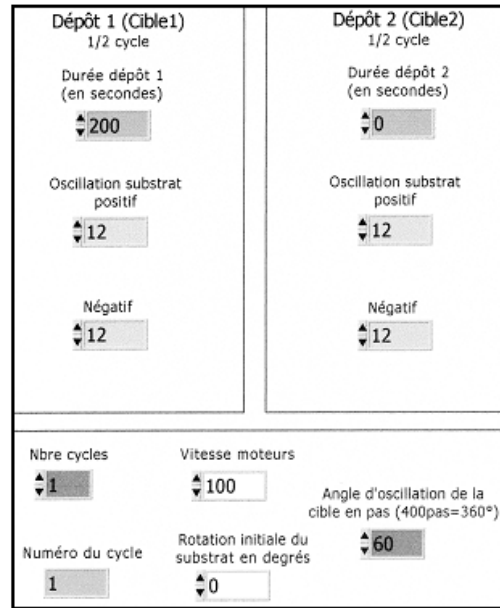 Dépôt 1 (Cible1)
1/2 cycle
Durée dépôt 1
(en secondes)
200
Oscillation substrat
positif
12
Négatif
12
Dépôt 2 (Cible2)
1/2 cycle
Durée dépôt 2
(en secondes)
0
Oscillation substrat
positif
12
Négatif
12
Nbre cycles
1
Vitesse moteurs
100
Angle d'oscillation de la
cible en pas (400pas=360°)
60
Numéro du cycle
1
Rotation initiale du
substrat en degrés
0